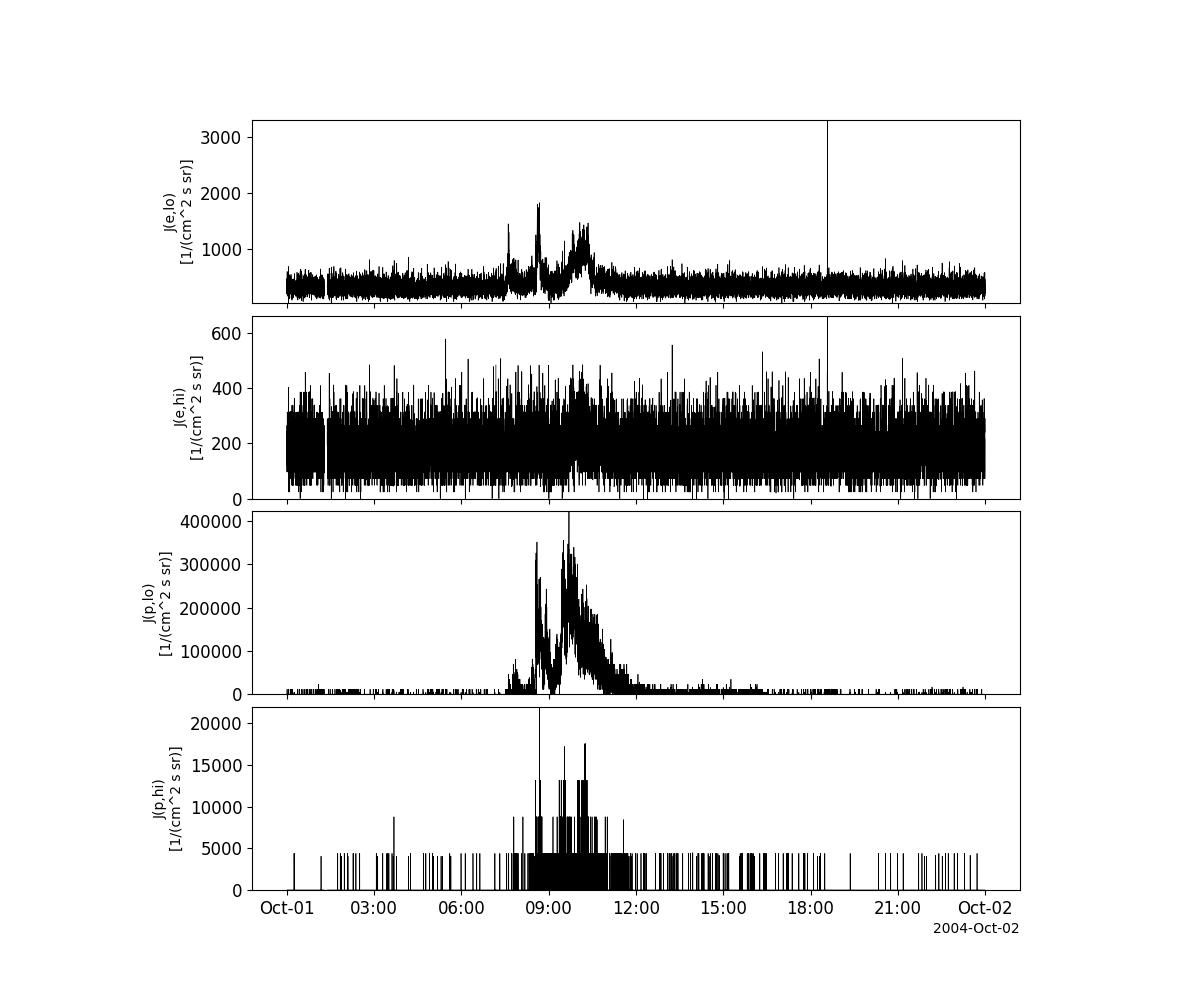 3000
2000
1000
J(e,lo)
[1/(cm^2 s sr)]
600
400
200
0
J(e,hi)
[1/(cm^2 s sr)]
400000
300000
200000
100000
0
J(p,lo)
[1/(cm^2 s sr)]
20000
15000
10000
5000
0
J(p,hi)
[1/(cm^2 s sr)]
Oct-01 03:00 06:00 09:00 12:00 15:00 18:00 21:00 Oct-02
2004-Oct-02